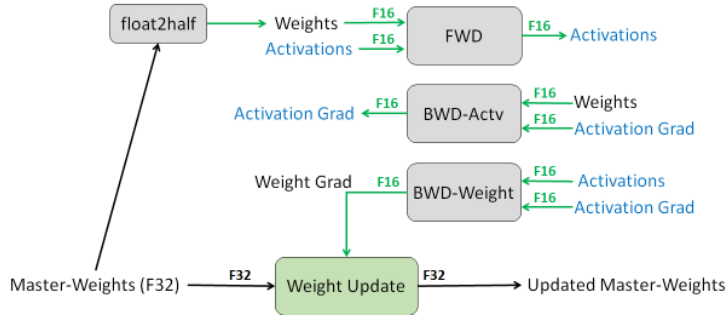 float2half
Weights
F16
Activations
F16
FWD
F16
Activations
Activation Grad
F16
BWD-Actv
F16
Weights
F16
Activation Grad
Weight Grad
F16
BWD-Weight
F16
Activations
F16
Activation Grad
Master-Weights (F32)
F32
Weight Update
F32
Updated Master-Weights